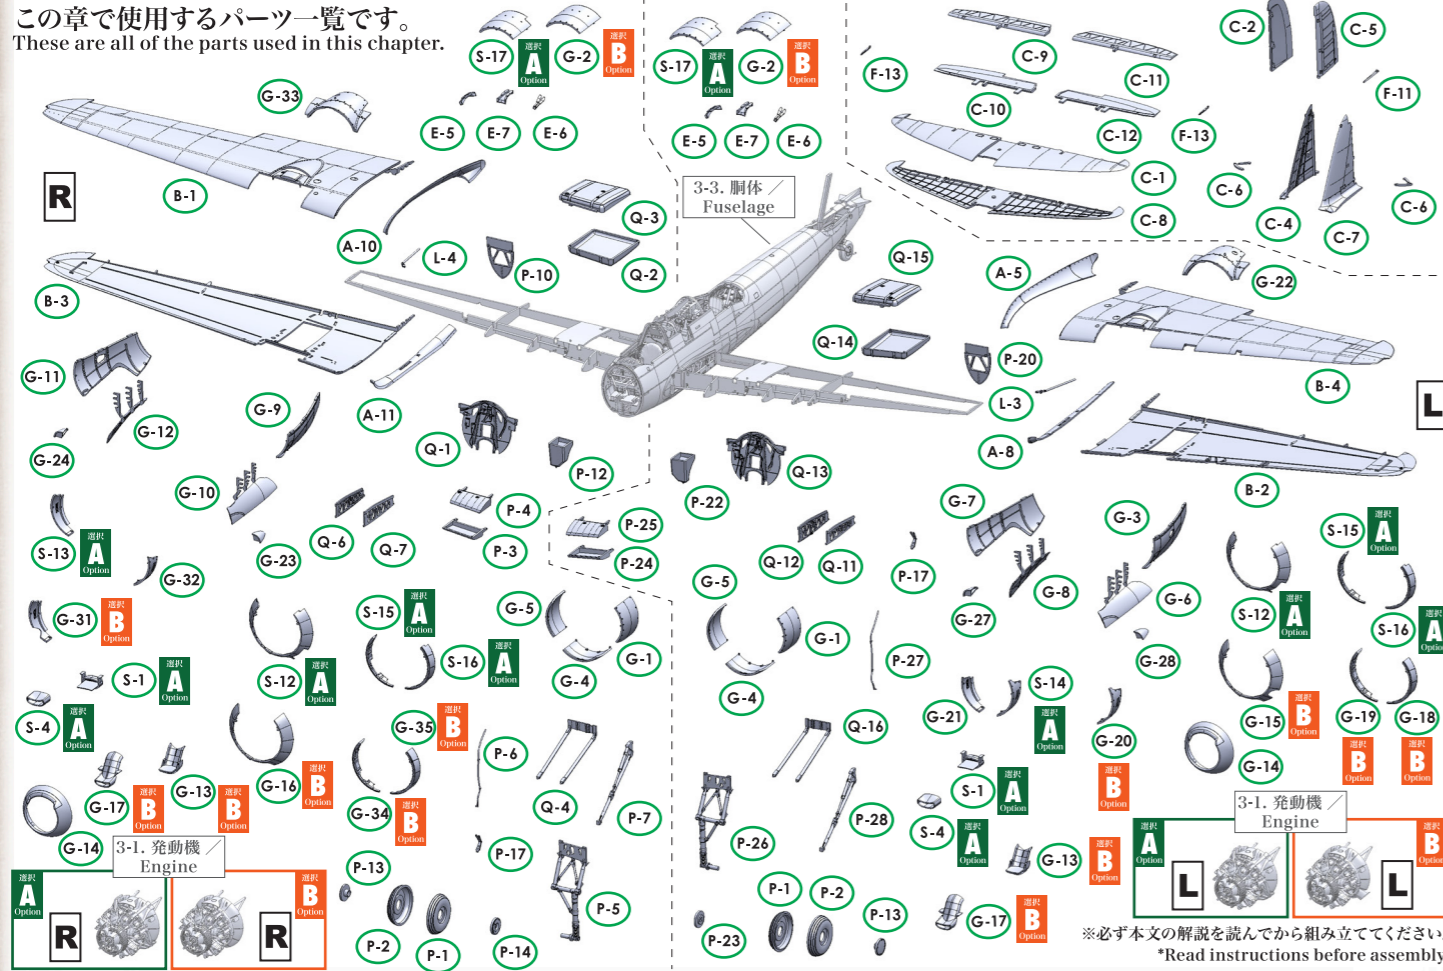 この章で使用するパーツ一覧です。
These are all of the parts used in this chapter.
S-17
選択
A
Option
G-2
選択
B
Option
G-33
E-5
E-7
E-6
B-1
R
A-10
L-4
P-10
Q-3
Q-2
B-3
G-11
G-12
G-24
G-9
A-11
Q-1
P-12
G-10
G-23
Q-6
Q-7
P-4
P-3
S-13
選択
A
Option
G-32
G-31
選択
B
Option
S-1
選択
A
Option
S-4
選択
A
Option
S-12
選択
A
Option
S-15
選択
A
Option
S-16
選択
A
Option
G-5
G-1
G-4
G-35
選択
B
Option
G-16
選択
B
Option
G-34
選択
B
Option
G-17
選択
B
Option
G-13
選択
B
Option
G-14
P-6
Q-4
P-7
P-17
P-5
P-13
P-2
P-1
P-14
3-1. 発動機 /
Engine
選択
A
Option
R
選択
B
Option
R
S-17
選択
A
Option
G-2
選択
B
Option
E-5
E-7
E-6
3-3. 胴体 /
Fuselage
F-13
C-9
C-11
C-10
C-12
F-13
C-1
C-8
C-2
C-5
F-11
C-6
C-4
C-7
C-6
Q-15
Q-14
A-5
G-22
P-20
L-3
B-4
L
A-8
B-2
P-22
Q-13
P-25
P-24
Q-12
Q-11
P-17
G-7
G-8
G-27
G-3
G-6
G-28
S-15
選択
A
Option
S-12
選択
A
Option
S-16
選択
A
G-5
G-1
G-4
P-27
G-21
S-14
選択
A
Option
G-20
選択
B
Option
G-15
選択
B
Option
G-19
選択
B
Option
G-18
選択
B
Option
G-14
Q-16
P-26
P-28
S-1
選択
A
Option
S-4
選択
A
Option
G-13
選択
B
Option
G-17
選択
B
Option
P-23
P-1
P-2
P-13
3-1. 発動機 /
Engine
選択
A
Option
L
選択
B
Option
L
※必ず本文の解説を読んでから組み立ててください
*Read instructions before assembly